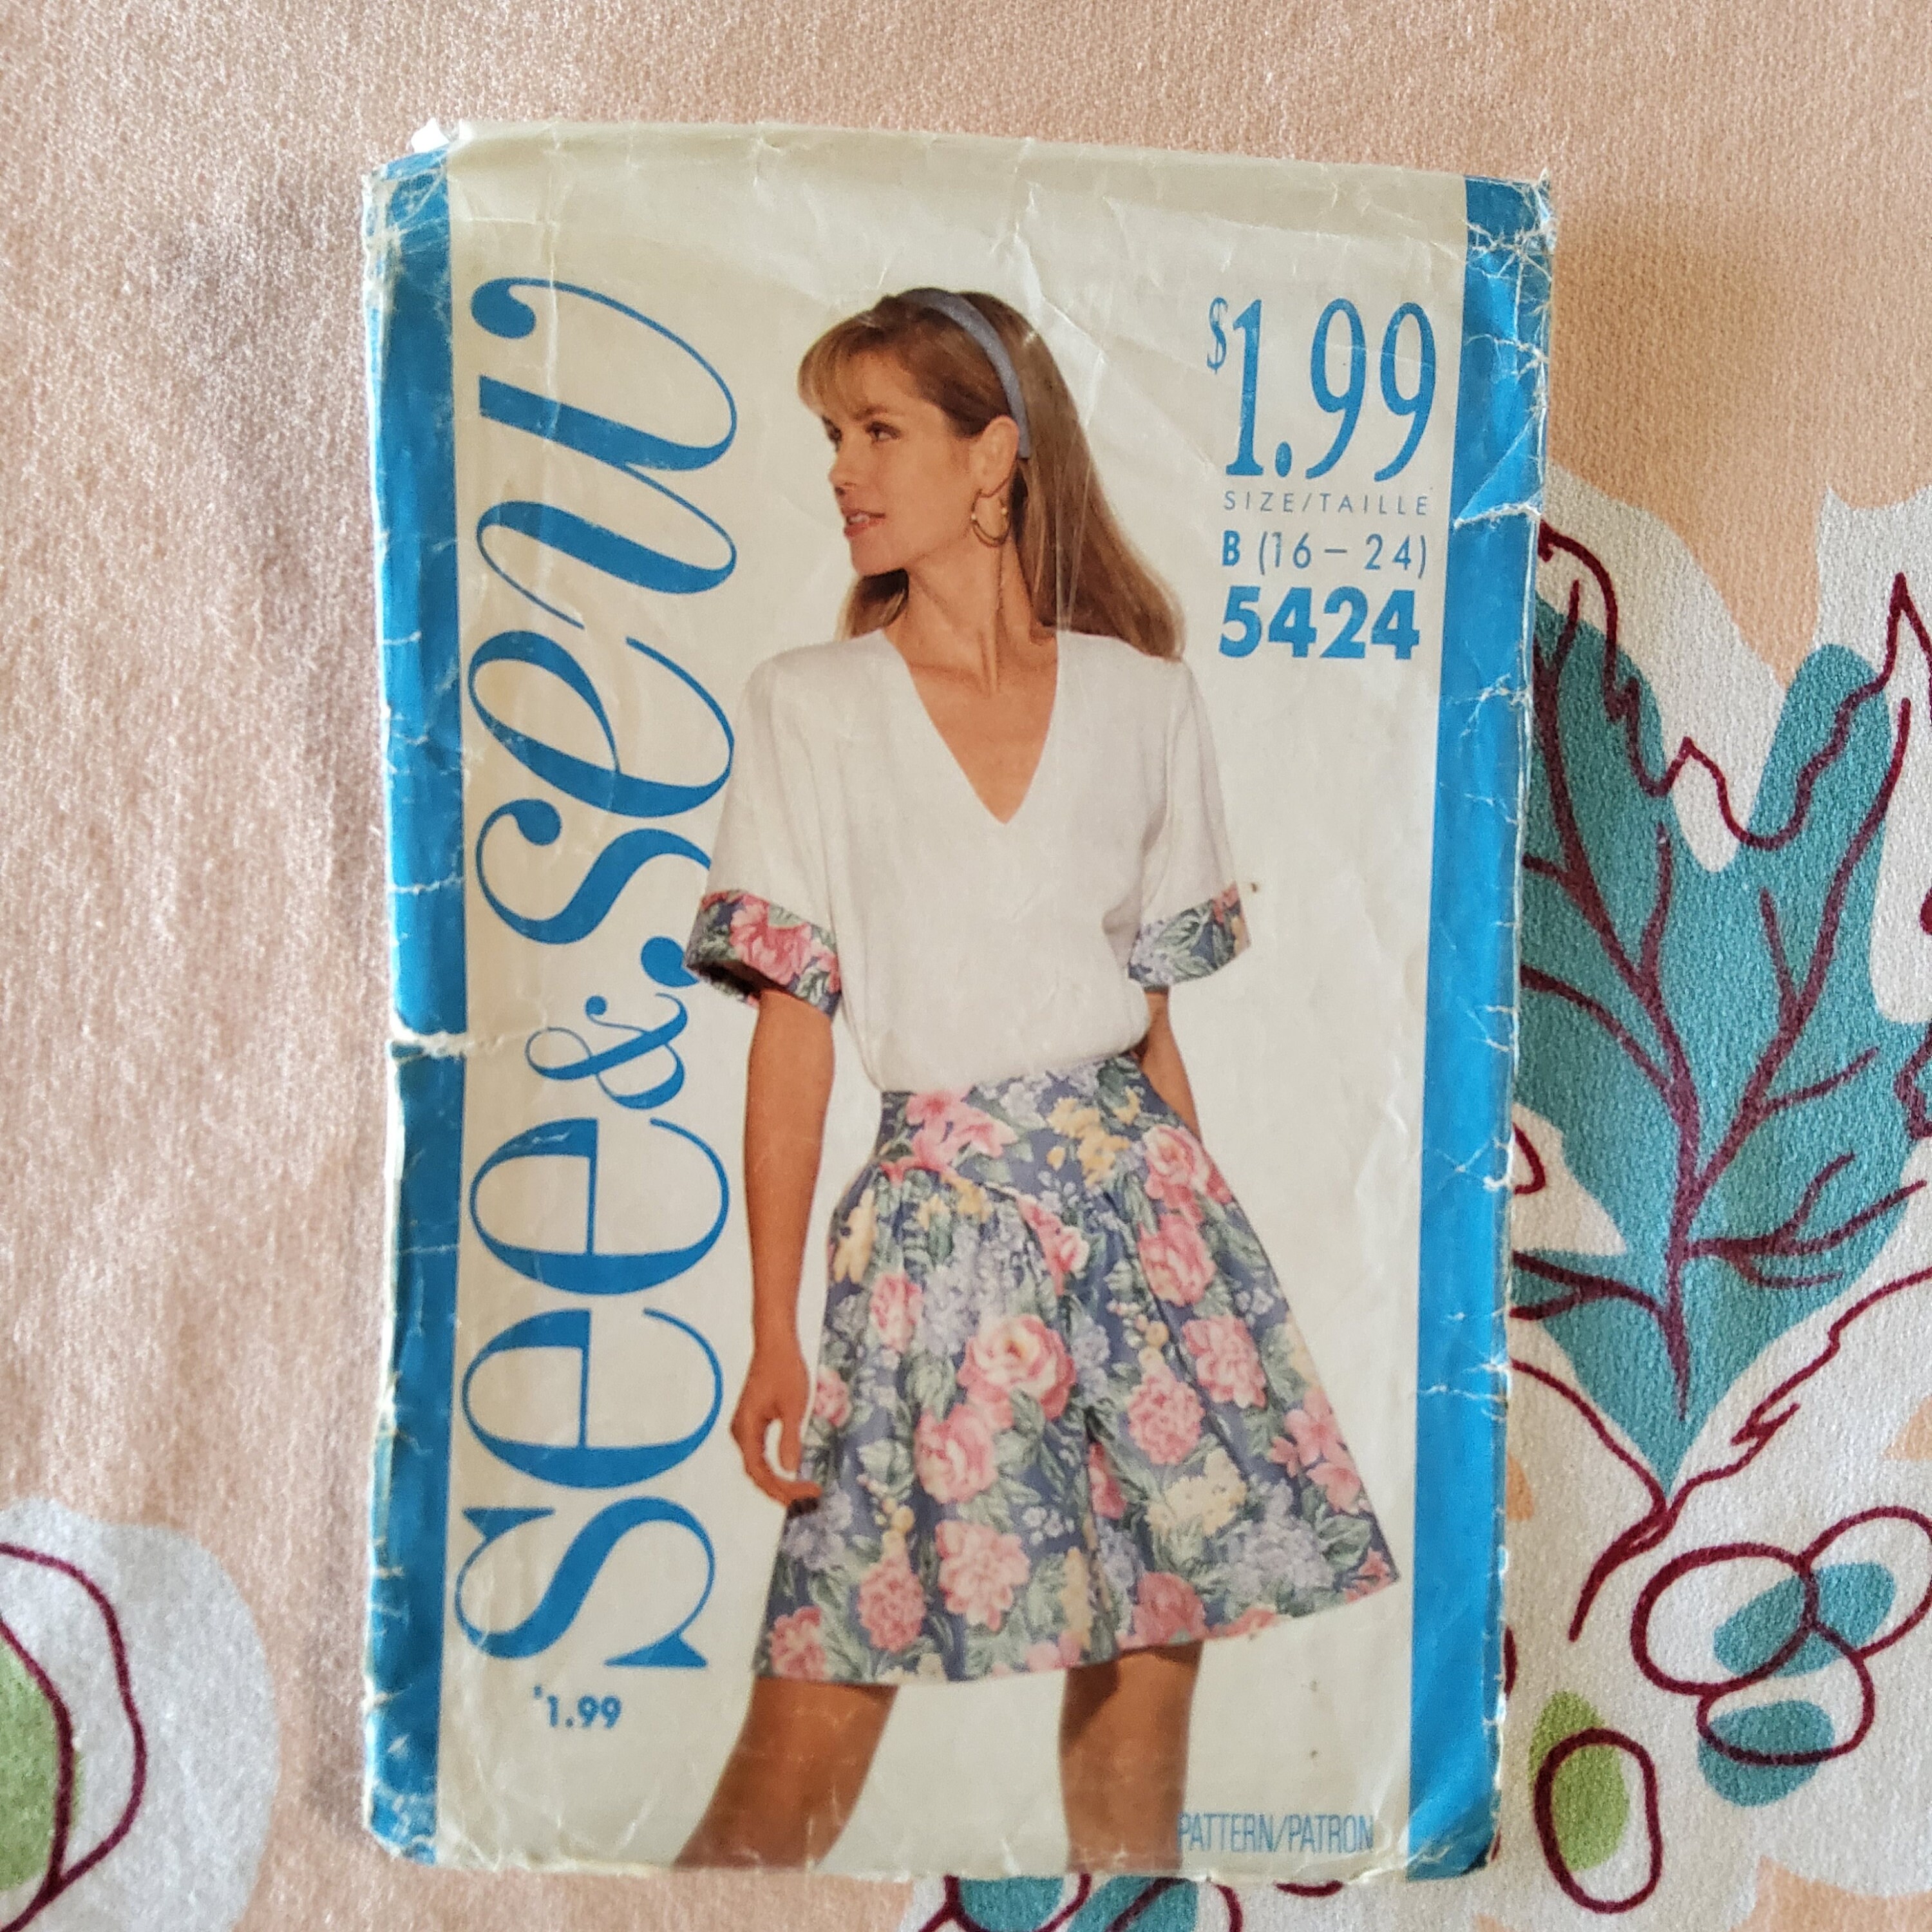 see & sew
$1.99
SIZE/TAILLE
B (16–24)
5424
$1.99
PATTERN/PATRON